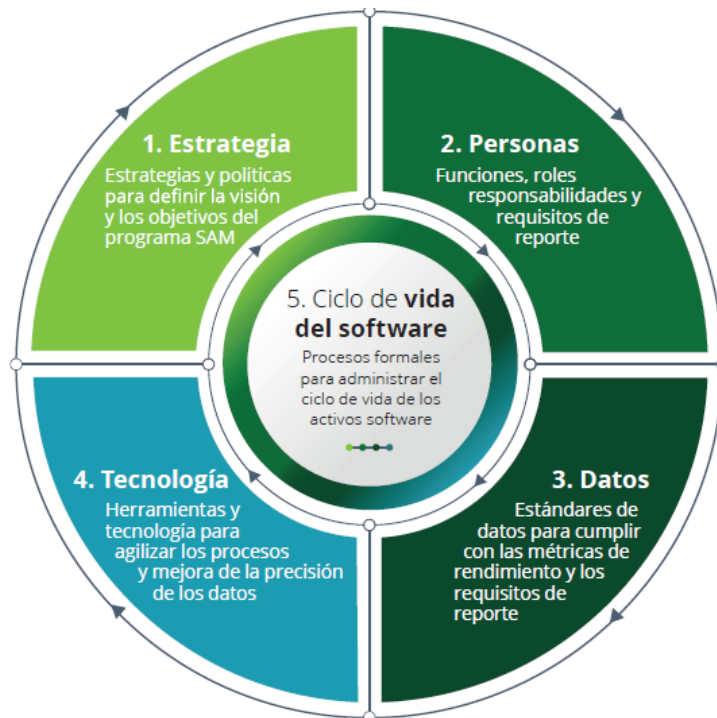 1. Estrategia
Estrategias y políticas
para definir la visión
y los objetivos del
programa SAM
2. Personas
Funciones, roles
responsabilidades y
requisitos de
reporte
5. Ciclo de vida
del software
Procesos formales
para administrar el
ciclo de vida de los
activos software
4. Tecnología
Herramientas y
tecnología para
agilizar los procesos
y mejora de la precisión
de los datos
3. Datos
Estándares de
datos para cumplir
con las métricas de
rendimiento y los
requisitos de
reporte